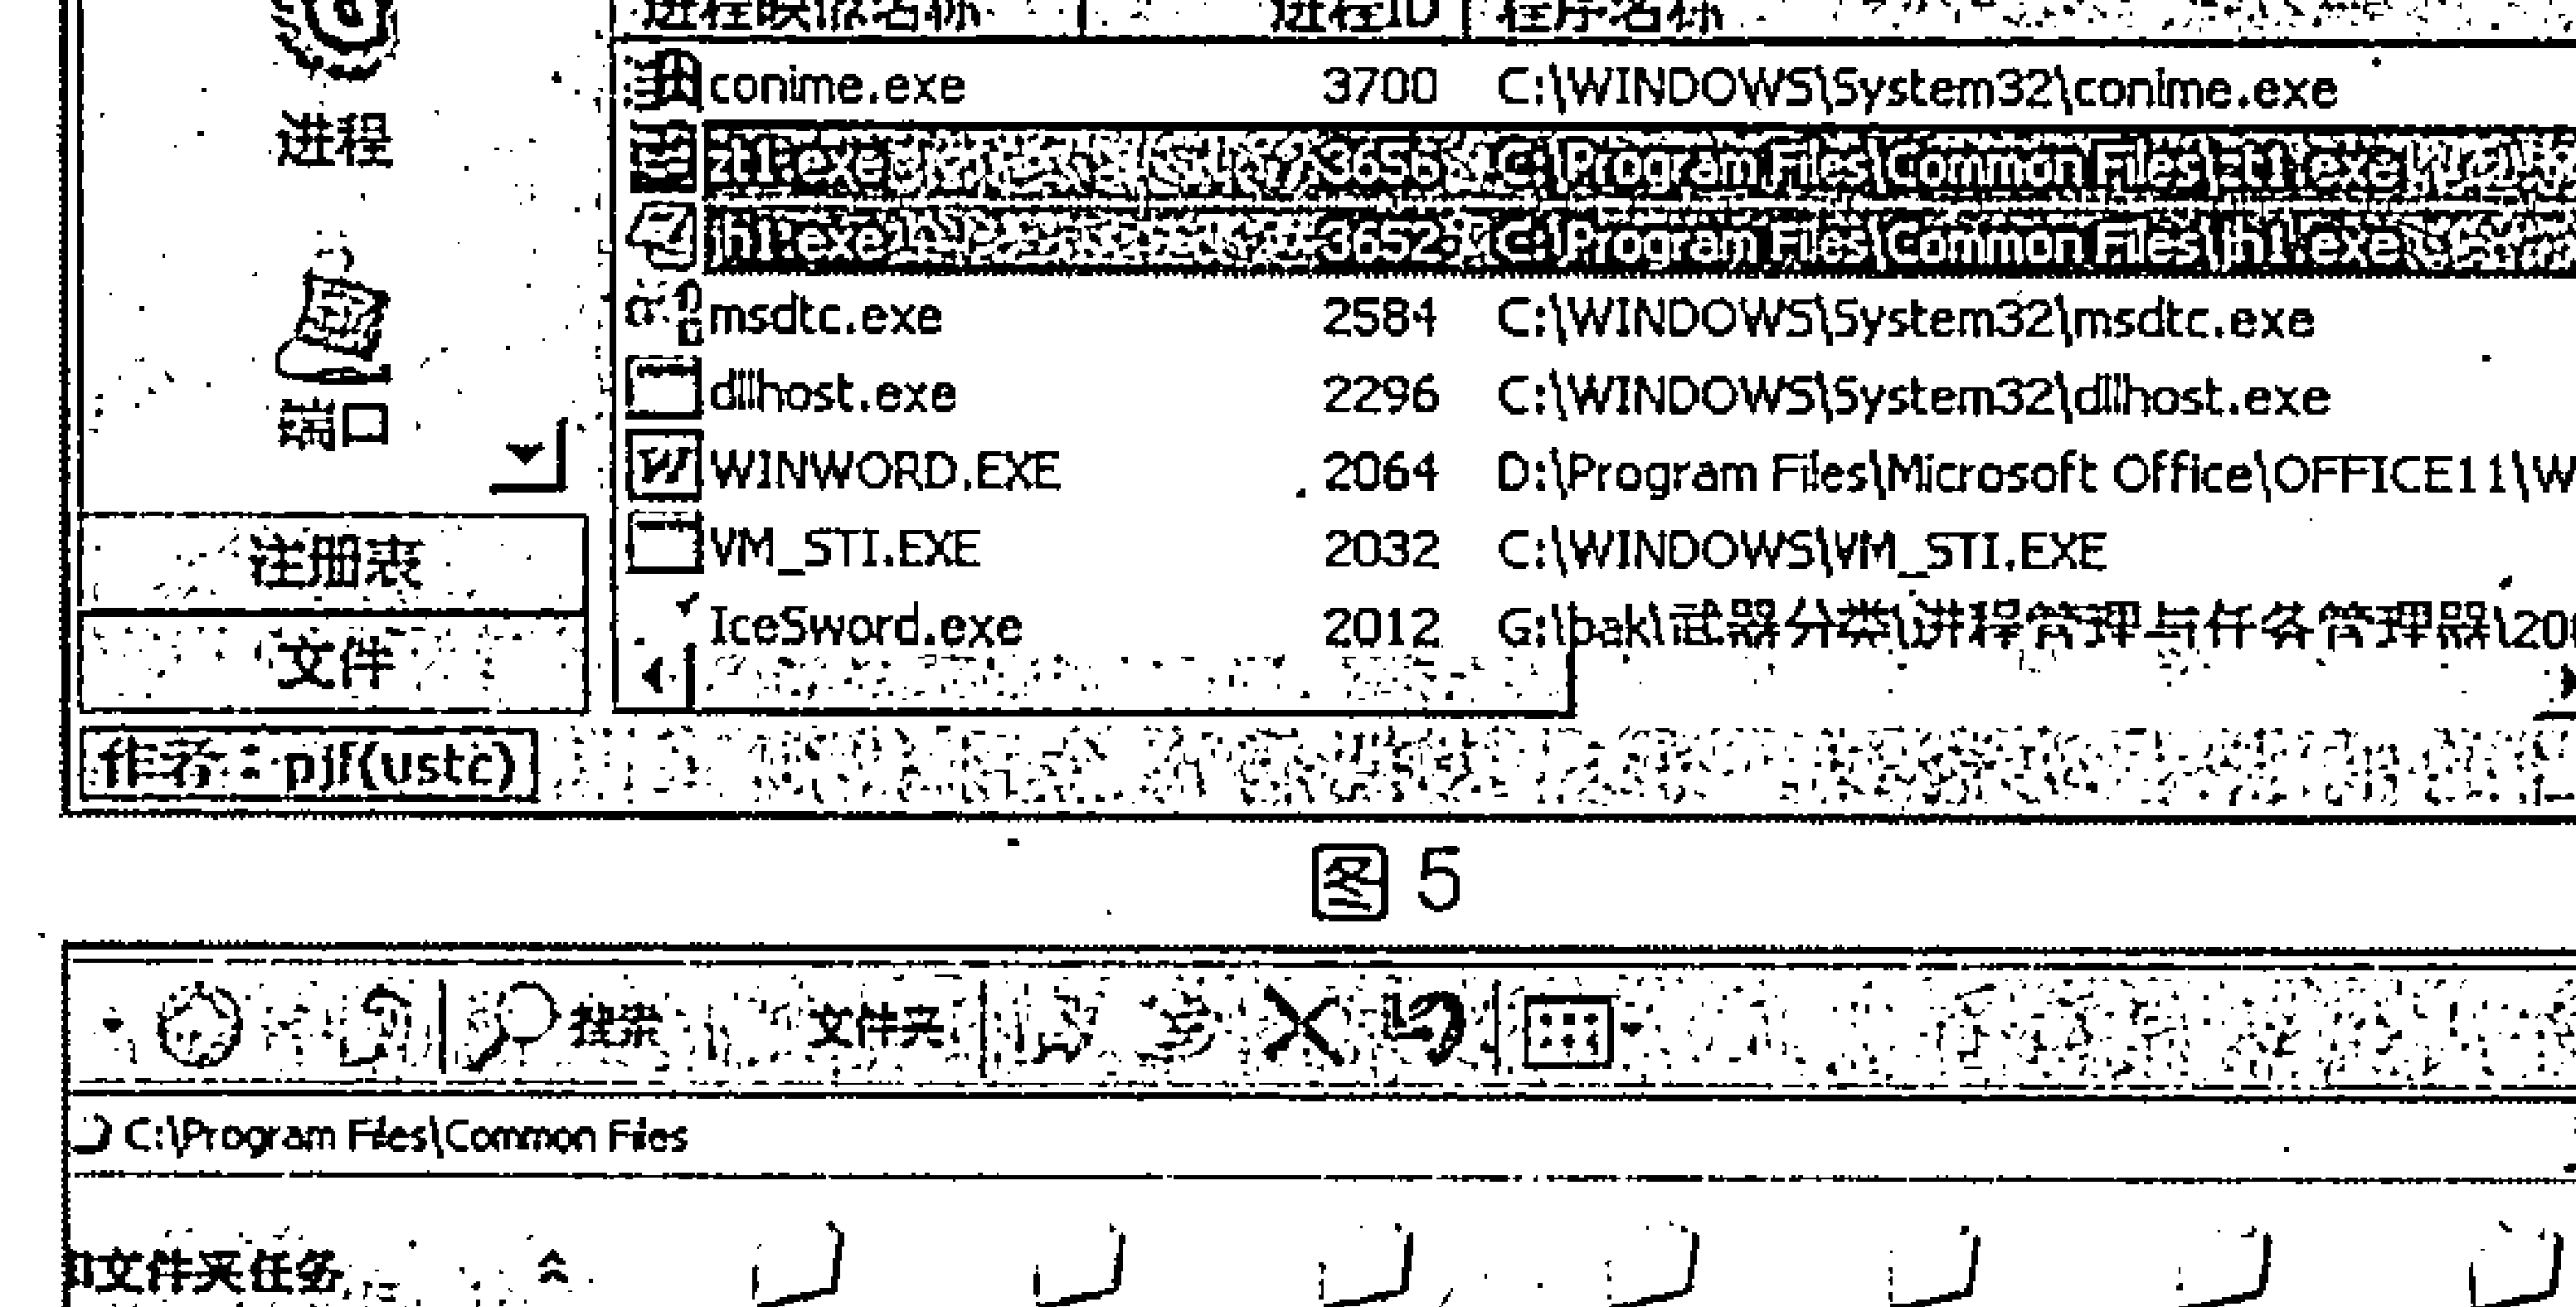 进程映像名称 进程ID 程序名称
conime.exe 3700 C:\WINDOWS\System32\conime.exe
进程
zt1.exe 3656 C:\Program Files\Common Files\zt1.exe
jh1.exe 3652 C:\Program Files\Common Files\jh1.exe
msdtc.exe 2584 C:\WINDOWS\System32\msdtc.exe
dllhost.exe 2296 C:\WINDOWS\System32\dllhost.exe
端口
WINWORD.EXE 2064 D:\Program Files\Microsoft Office\OFFICE11\W
VM_STI.EXE 2032 C:\WINDOWS\VM_STI.EXE
注册表
IceSword.exe 2012 G:\bak\武器分类\进程管理与任务管理器\200
文件
作者：pjf(ustc)
图 5
搜索 文件夹
C:\Program Files\Common Files
文件夹任务